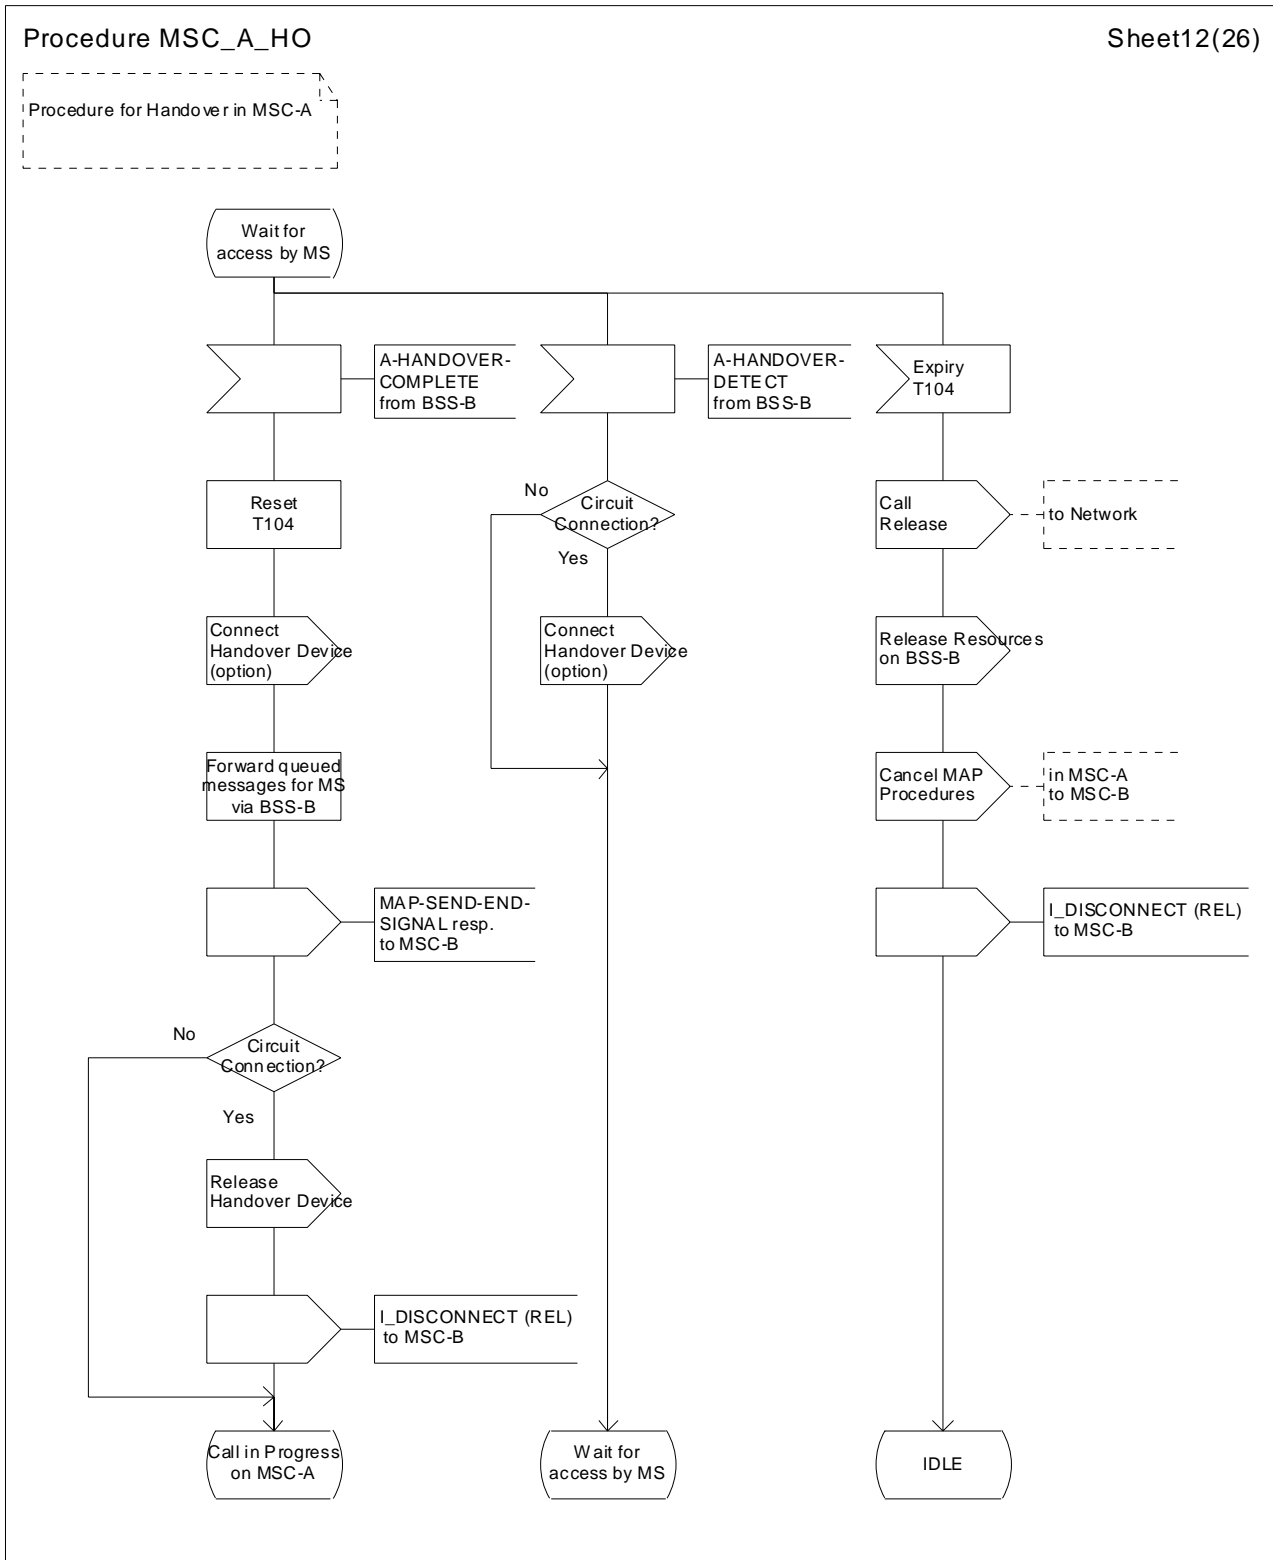 Procedure MSC_A_HO
Sheet12(26)
Procedure for Handover in MSC-A
Wait for
access by MS
A-HANDOVER-
COMPLETE
from BSS-B
A-HANDOVER-
DETECT
from BSS-B
Expiry
T104
Reset
T104
No
Circuit
Connection?
Yes
Call
Release
to Network
Connect
Handover Device
(option)
Connect
Handover Device
(option)
Release Resources
on BSS-B
Forward queued
messages for MS
via BSS-B
Cancel MAP
Procedures
in MSC-A
to MSC-B
MAP-SEND-END-
SIGNAL resp.
to MSC-B
I_DISCONNECT (REL)
to MSC-B
No
Circuit
Connection?
Yes
Release
Handover Device
I_DISCONNECT (REL)
to MSC-B
Call in Progress
on MSC-A
Wait for
access by MS
IDLE